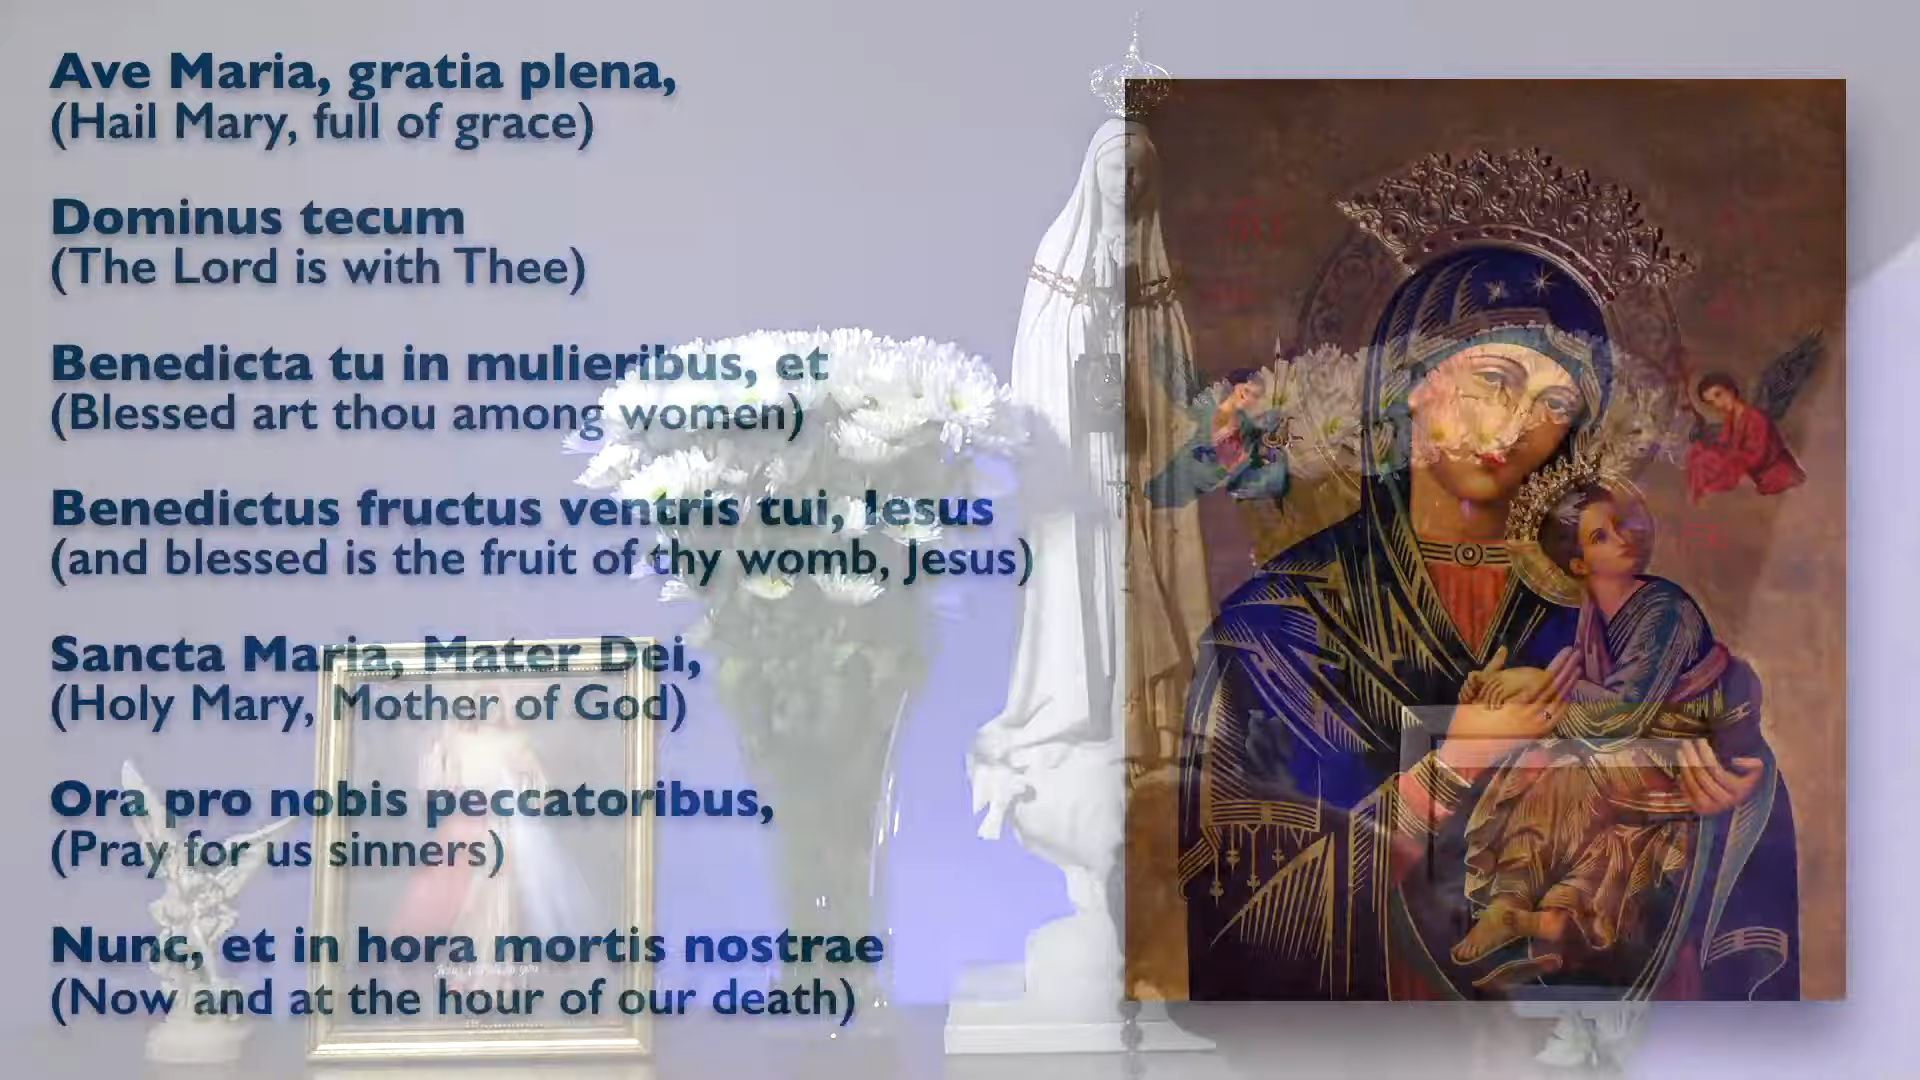 Ave Maria, gratia plena,
(Hail Mary, full of grace)
Dominus tecum
(The Lord is with Thee)
Benedicta tu in mulieribus, et
(Blessed art thou among women)
Benedictus fructus ventris tui, Iesus
(and blessed is the fruit of thy womb, Jesus)
Sancta Maria, Mater Dei,
(Holy Mary, Mother of God)
Ora pro nobis peccatoribus,
(Pray for us sinners)
Nunc, et in hora mortis nostrae
(Now and at the hour of our death)